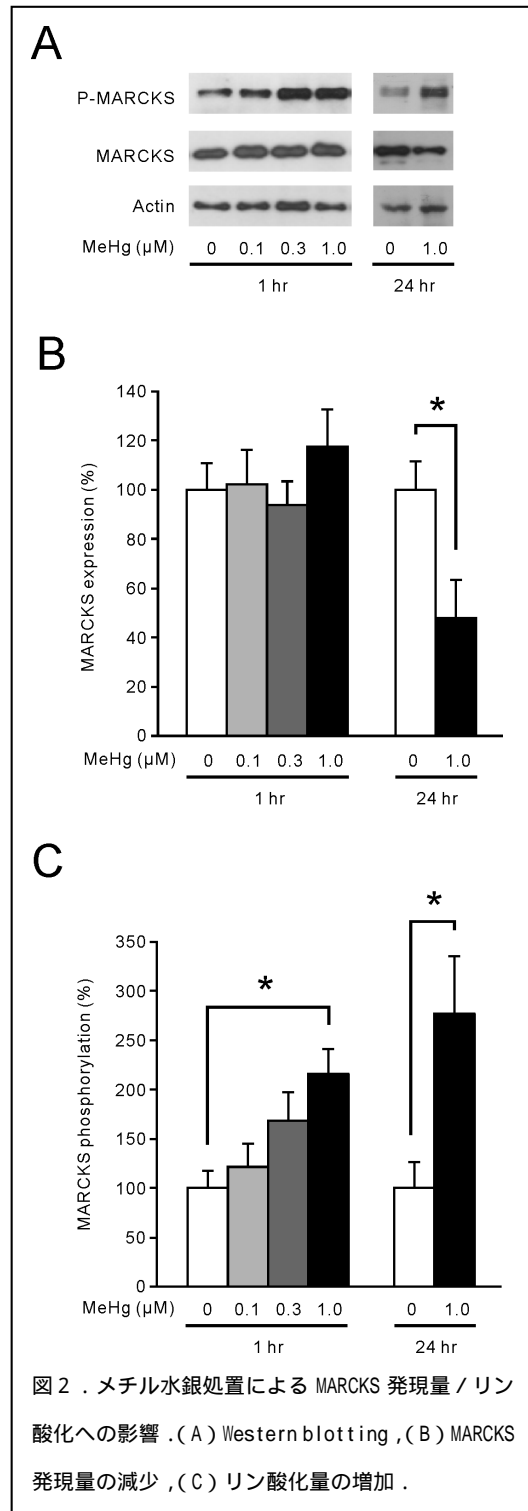 A
P-MARCKS
MARCKS
Actin
MeHg (μM) 0 0.1 0.3 1.0 0 1.0
1 hr 24 hr
B
140
120
100
80
60
40
20
0
MARCKS expression (%)
*
MeHg (μM) 0 0.1 0.3 1.0 0 1.0
1 hr 24 hr
C
350
300
250
200
150
100
50
0
MARCKS phosphorylation (%)
*
*
MeHg (μM) 0 0.1 0.3 1.0 0 1.0
1 hr 24 hr
図2．メチル水銀処置による MARCKS 発現量/リン
酸化への影響.(A) Western blotting,(B) MARCKS
発現量の減少,(C) リン酸化量の増加．